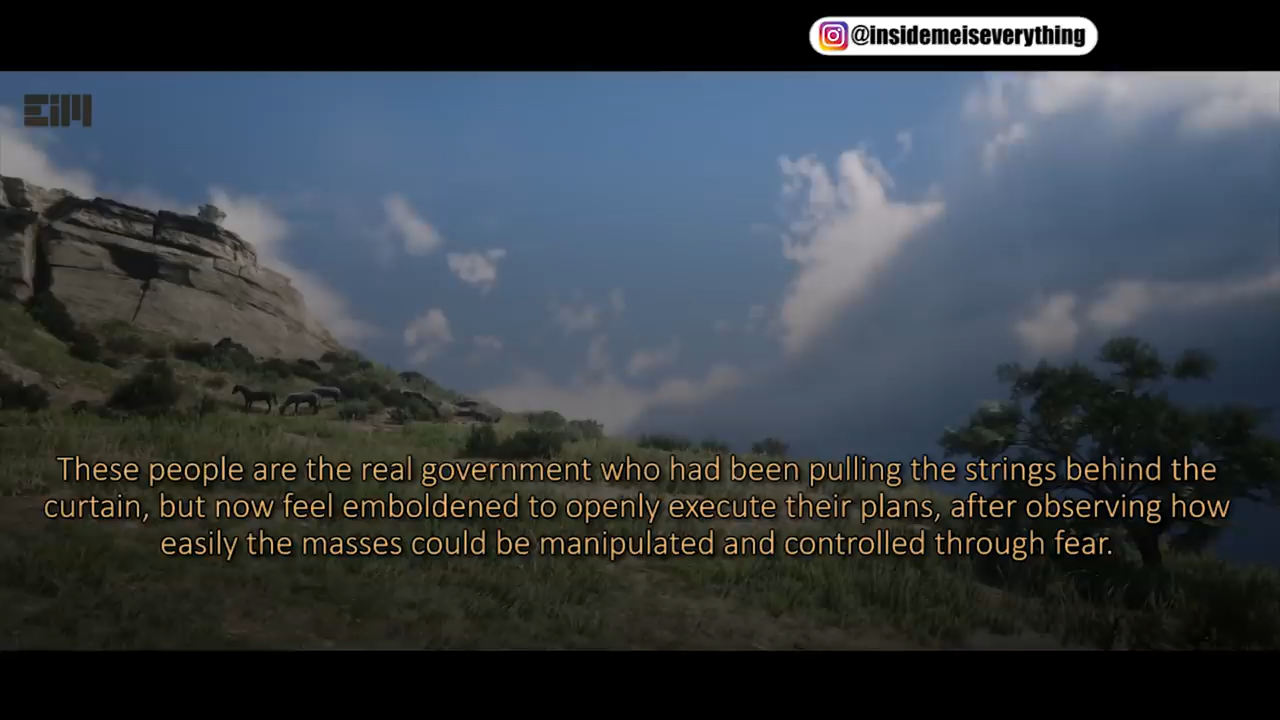 @insidemeiseverything
EiM
These people are the real government who had been pulling the strings behind the
curtain, but now feel emboldened to openly execute their plans, after observing how
easily the masses could be manipulated and controlled through fear.